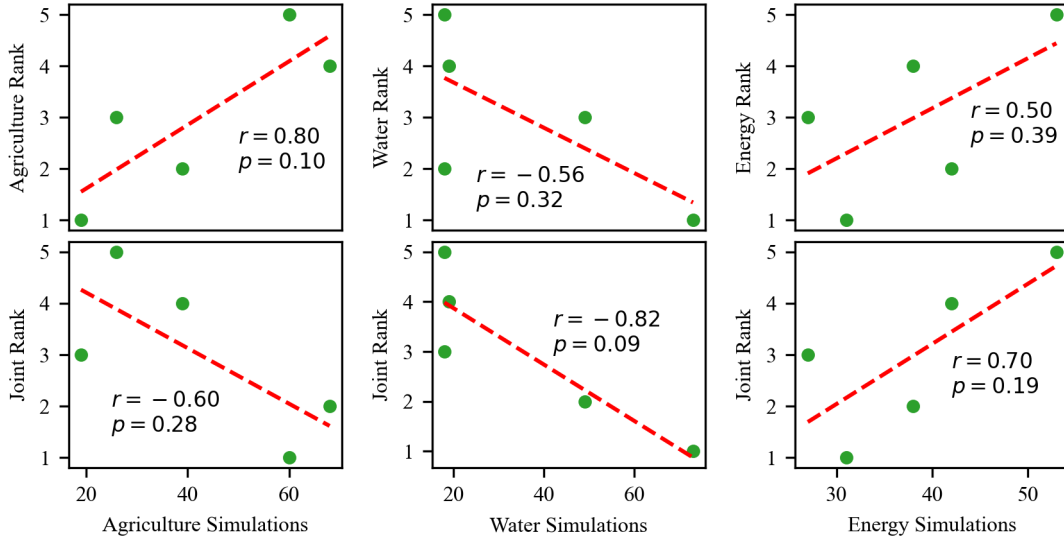 Agriculture Rank
5
4
3
2
1
r = 0.80
p = 0.10
Water Rank
5
4
3
2
1
r = − 0.56
p = 0.32
Energy Rank
5
4
3
2
1
r = 0.50
p = 0.39
Joint Rank
5
4
3
2
1
r = − 0.60
p = 0.28
20 40 60
Agriculture Simulations
Joint Rank
5
4
3
2
1
r = − 0.82
p = 0.09
20 40 60
Water Simulations
Joint Rank
5
4
3
2
1
r = 0.70
p = 0.19
30 40 50
Energy Simulations